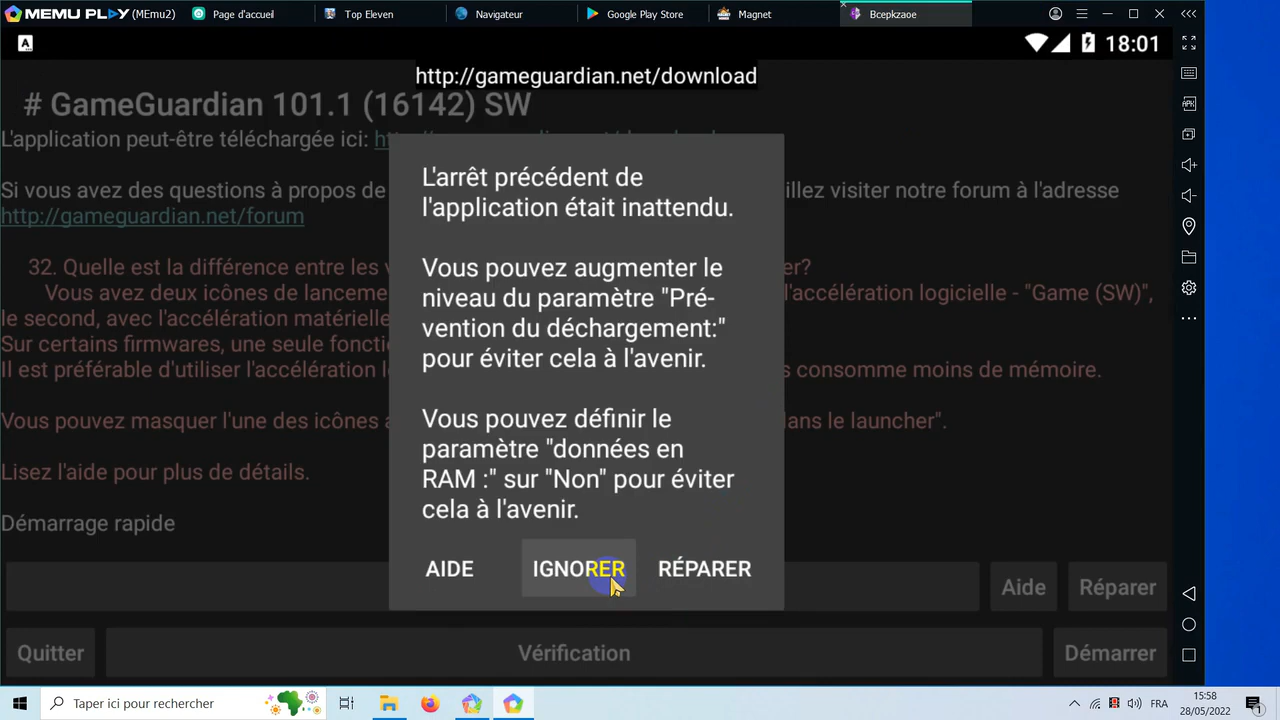 MEMU PLAY (MEmu2)
Page d'accueil
Top Eleven
Navigateur
Google Play Store
Magnet
Bcepkzaoe
A
18:01
http://gameguardian.net/download
# GameGuardian 101.1 (16142) SW
L'application peut-être téléchargée ici: ht
Si vous avez des questions à propos de
illez visiter notre forum à l'adresse
http://gameguardian.net/forum
32. Quelle est la différence entre les v
er?
Vous avez deux icônes de lanceme
l'accélération logicielle - "Game (SW)",
le second, avec l'accélération matérielle
Sur certains firmwares, une seule foncti
Il est préférable d'utiliser l'accélération l
s consomme moins de mémoire.
Vous pouvez masquer l'une des icônes a
dans le launcher".
Lisez l'aide pour plus de détails.
Démarrage rapide
L'arrêt précédent de
l'application était inattendu.
Vous pouvez augmenter le
niveau du paramètre "Pré-
vention du déchargement:"
pour éviter cela à l'avenir.
Vous pouvez définir le
paramètre "données en
RAM :" sur "Non" pour éviter
cela à l'avenir.
AIDE
IGNORER
RÉPARER
Aide
Réparer
Quitter
Vérification
Démarrer
Taper ici pour rechercher
FRA
15:58
28/05/2022
1